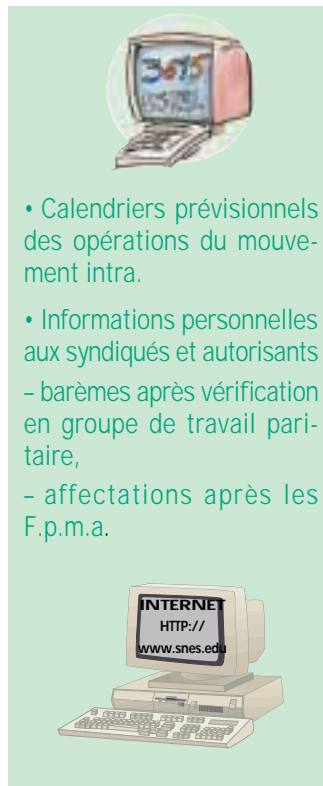 3615
• Calendriers prévisionnels
des opérations du mouve-
ment intra.
• Informations personnelles
aux syndiqués et autorisants
– barèmes après vérification
en groupe de travail pari-
taire,
– affectations après les
F.p.m.a.
INTERNET
HTTP://
www.snes.edu